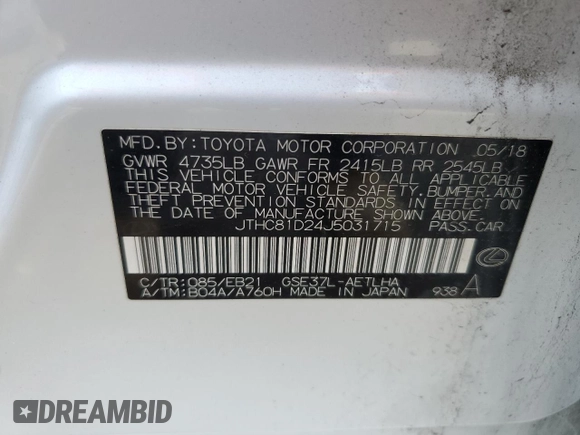 MFD.BY:TOYOTA MOTOR CORPORATION 05/18
GVWR 4735LB GAWR FR 2415LB RR 2545LB
THIS VEHICLE CONFORMS TO ALL APPLICABLE
FEDERAL MOTOR VEHICLE SAFETY,BUMPER,AND
THEFT PREVENTION STANDARDS IN EFFECT ON
THE DATE OF MANUFACTURE SHOWN ABOVE.
JTHC81D24J5031715 PASS.CAR
C/TR:085/EB21 GSE37L-AETLHA
A/TM:B04A/A760H MADE IN JAPAN 938 A
DREAMBID